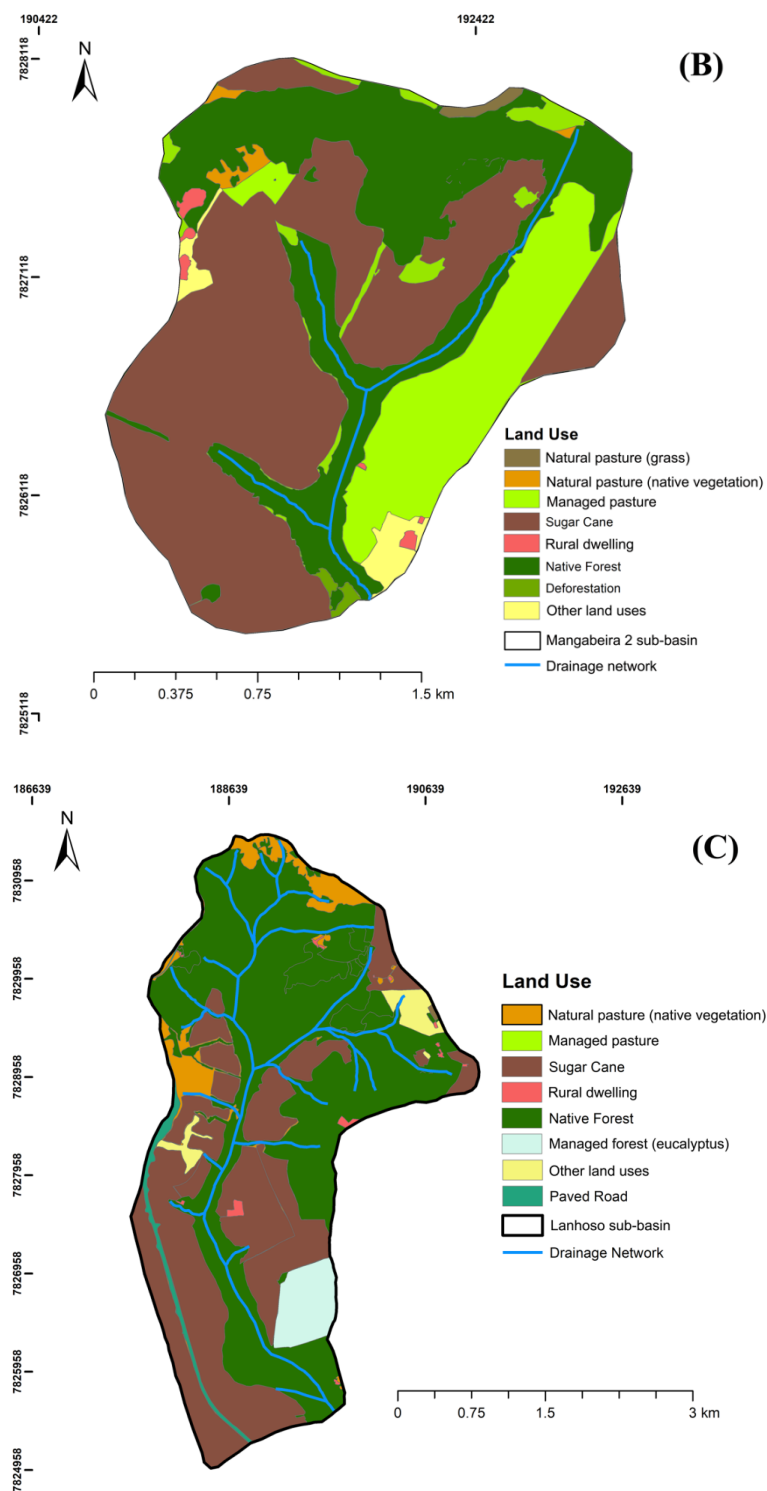 190422
192422
N
(B)
7828118
7827118
7826118
7825118
Land Use
Natural pasture (grass)
Natural pasture (native vegetation)
Managed pasture
Sugar Cane
Rural dwelling
Native Forest
Deforestation
Other land uses
Mangabeira 2 sub-basin
Drainage network
0 0.375 0.75 1.5 km
186639
188639
190639
192639
N
(C)
7830958
7829958
7828958
7827958
7826958
7825958
7824958
Land Use
Natural pasture (native vegetation)
Managed pasture
Sugar Cane
Rural dwelling
Native Forest
Managed forest (eucalyptus)
Other land uses
Paved Road
Lanhoso sub-basin
Drainage Network
0 0.75 1.5 3 km